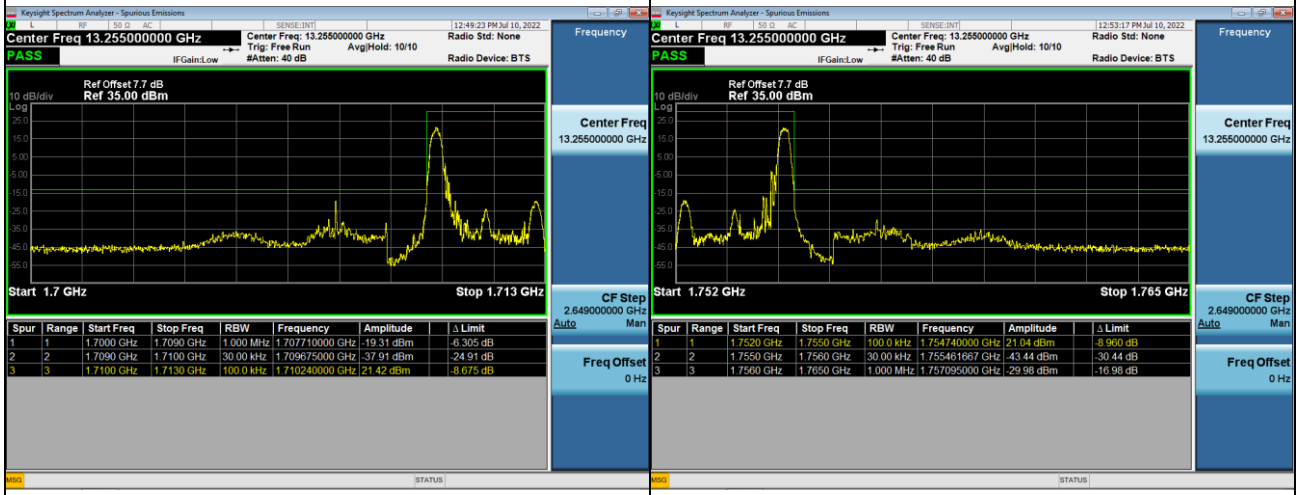 Keysight Spectrum Analyzer - Spurious Emissions
L RF 50 Ω AC SENSE:INT 12:49:23 PM Jul 10, 2022
Center Freq 13.255000000 GHz
Center Freq: 13.255000000 GHz
Radio Std: None
Trig: Free Run Avg|Hold: 10/10
PASS
IFGain:Low
#Atten: 40 dB
Radio Device: BTS
Ref Offset 7.7 dB
10 dB/div Ref 35.00 dBm
Log
25.0
15.0
5.00
-5.00
-15.0
-25.0
-35.0
-45.0
-55.0
Start 1.7 GHz Stop 1.713 GHz
Spur Range Start Freq Stop Freq RBW Frequency Amplitude Δ Limit
1 1 1.7000 GHz 1.7090 GHz 1.000 MHz 1.707710000 GHz -19.31 dBm -6.305 dB
2 2 1.7090 GHz 1.7100 GHz 30.00 kHz 1.709675000 GHz -37.91 dBm -24.91 dB
3 3 1.7100 GHz 1.7130 GHz 100.0 kHz 1.710240000 GHz 21.42 dBm -8.675 dB
Frequency
Center Freq
13.255000000 GHz
CF Step
2.649000000 GHz
Auto Man
Freq Offset
0 Hz
MSG STATUS
Keysight Spectrum Analyzer - Spurious Emissions
L RF 50 Ω AC SENSE:INT 12:53:17 PM Jul 10, 2022
Center Freq 13.255000000 GHz
Center Freq: 13.255000000 GHz
Radio Std: None
Trig: Free Run Avg|Hold: 10/10
PASS
IFGain:Low
#Atten: 40 dB
Radio Device: BTS
Ref Offset 7.7 dB
10 dB/div Ref 35.00 dBm
Log
25.0
15.0
5.00
-5.00
-15.0
-25.0
-35.0
-45.0
-55.0
Start 1.752 GHz Stop 1.765 GHz
Spur Range Start Freq Stop Freq RBW Frequency Amplitude Δ Limit
1 1 1.7520 GHz 1.7550 GHz 100.0 kHz 1.754740000 GHz 21.04 dBm -8.960 dB
2 2 1.7550 GHz 1.7560 GHz 30.00 kHz 1.755461667 GHz -43.44 dBm -30.44 dB
3 3 1.7560 GHz 1.7650 GHz 1.000 MHz 1.757095000 GHz -29.98 dBm -16.98 dB
Frequency
Center Freq
13.255000000 GHz
CF Step
2.649000000 GHz
Auto Man
Freq Offset
0 Hz
MSG STATUS